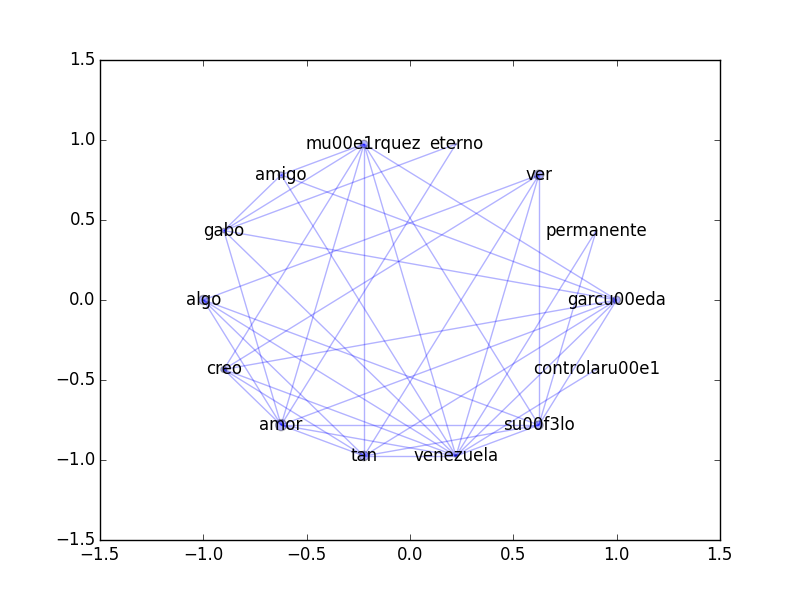 1.5
1.0
0.5
0.0
−0.5
−1.0
−1.5
mu00e1rquez eterno
amigo ver
gabo permanente
algo garcu00eda
creo controlaru00e1
amor su00f3lo
tan venezuela
−1.5 −1.0 −0.5 0.0 0.5 1.0 1.5